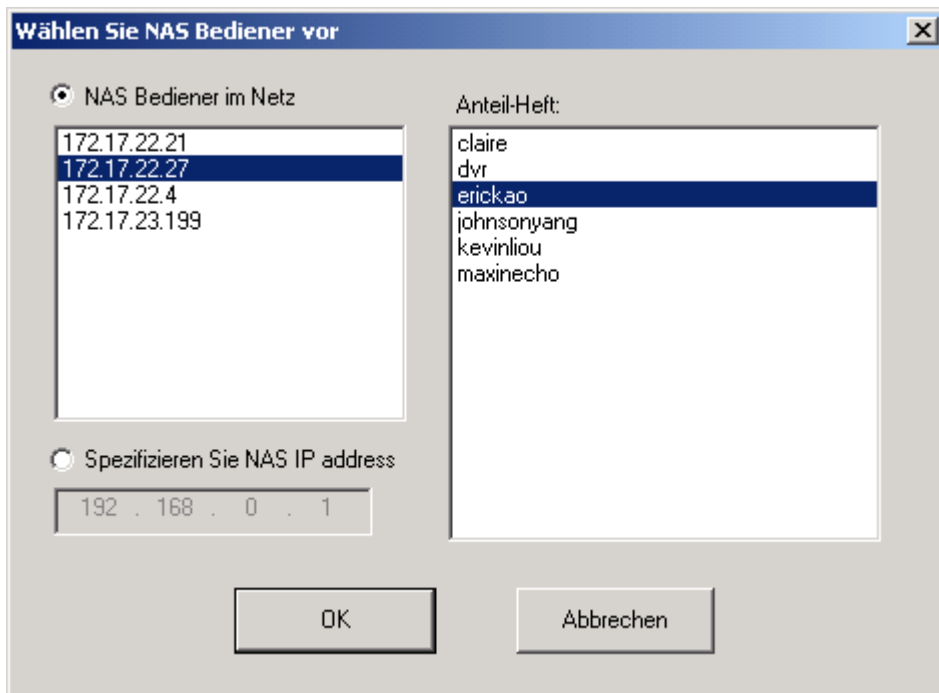 Wählen Sie NAS Bediener vor
NAS Bediener im Netz
172.17.22.21
172.17.22.27
172.17.22.4
172.17.23.199
Spezifizieren Sie NAS IP address
192 . 168 . 0 . 1
Anteil-Heft:
claire
dvr
erickao
johnsonyang
kevinliou
maxinecho
OK
Abbrechen